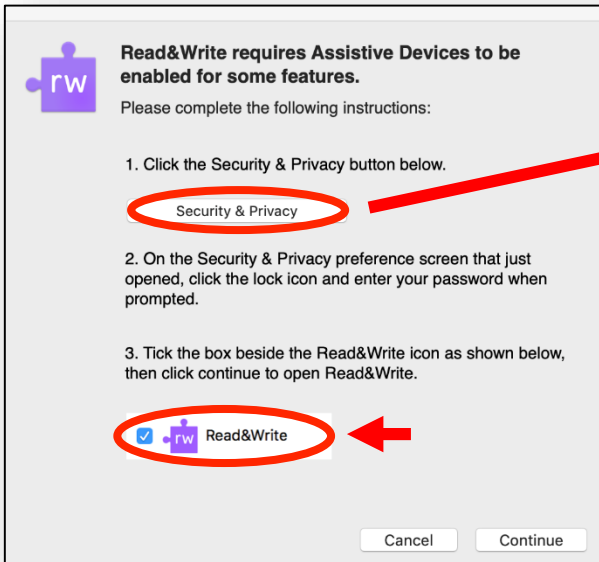 rw
Read&Write requires Assistive Devices to be
enabled for some features.
Please complete the following instructions:
1. Click the Security & Privacy button below.
Security & Privacy
2. On the Security & Privacy preference screen that just
opened, click the lock icon and enter your password when
prompted.
3. Tick the box beside the Read&Write icon as shown below,
then click continue to open Read&Write.
rw Read&Write
Cancel Continue